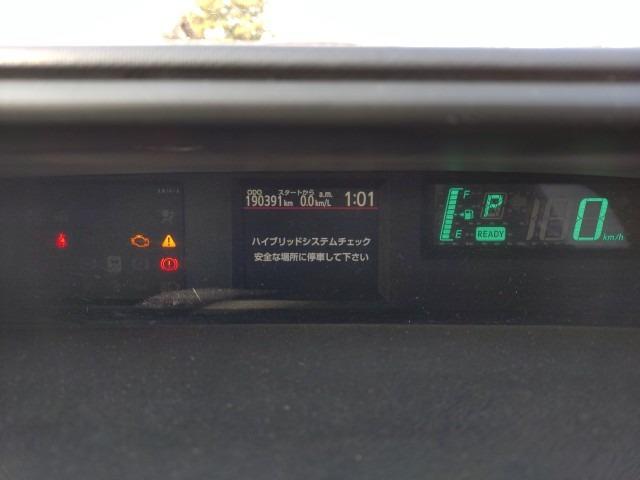 ODO スタートから a.m.
190391 km 0.0 km/L 1:01
ハイブリッドシステムチェック
安全な場所に停車して下さい
F
P
E
READY
0 km/h